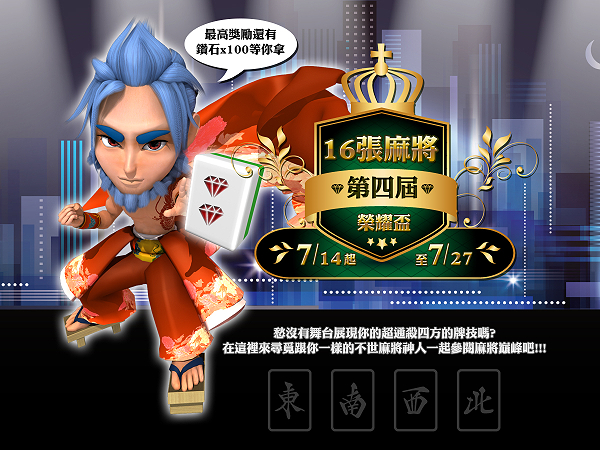 最高獎勵還有
鑽石x100等你拿
16張麻將
第四屆
榮耀盃
7/14起
至7/27
愁沒有舞台展現你的超通殺四方的牌技嗎?
在這裡來尋覓跟你一樣的不世麻將神人一起參閱麻將巔峰吧!!!
東 南 西 北